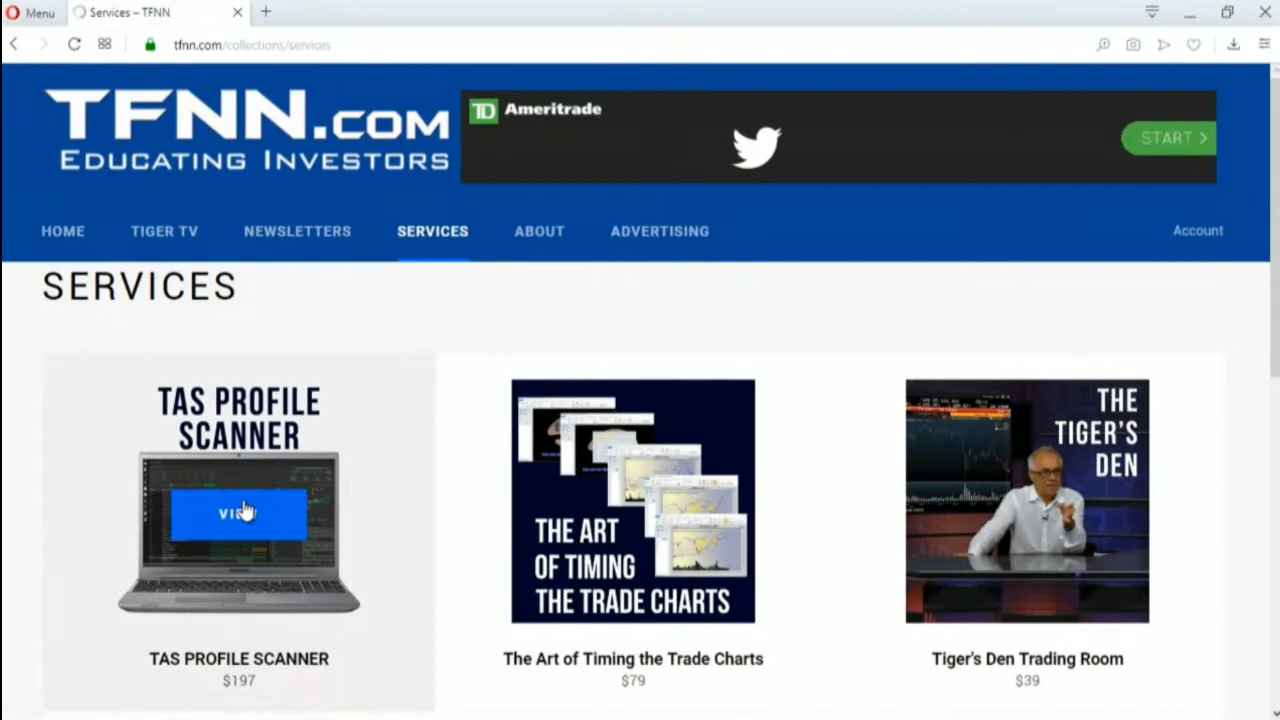 Menu
Services – TFNN
tfnn.com/collections/services
TFNN.COM
EDUCATING INVESTORS
TD Ameritrade
START >
HOME
TIGER TV
NEWSLETTERS
SERVICES
ABOUT
ADVERTISING
Account
SERVICES
TAS PROFILE
SCANNER
TAS PROFILE SCANNER
$197
THE ART
OF TIMING
THE TRADE CHARTS
The Art of Timing the Trade Charts
$79
THE
TIGER'S
DEN
Tiger's Den Trading Room
$39